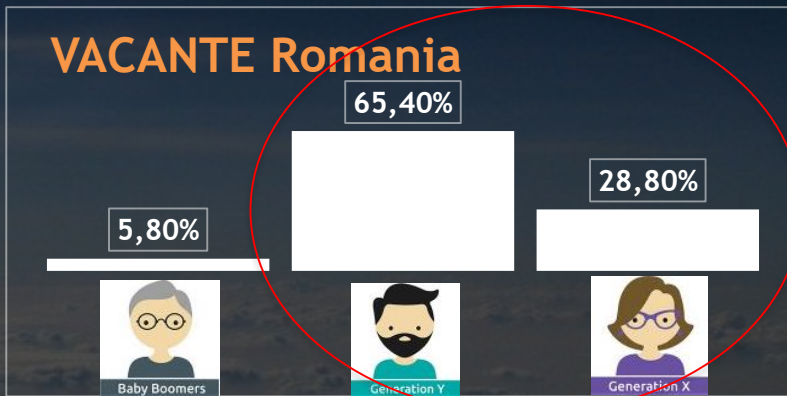 VACANTE Romania
65,40%
28,80%
5,80%
Baby Boomers
Generation Y
Generation X